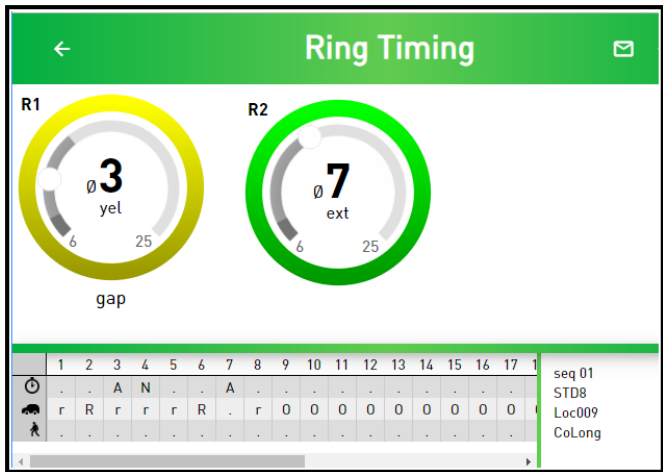 Ring Timing
R1
ø3
yel
6 25
gap
R2
ø7
ext
6 25
1 2 3 4 5 6 7 8 9 10 11 12 13 14 15 16 17 1
. . A N . . A . . . . . . . . . .
r R r r r R . r 0 0 0 0 0 0 0 0 0
. . . . . . . . . . . . . . . . .
seq 01
STD8
Loc009
CoLong